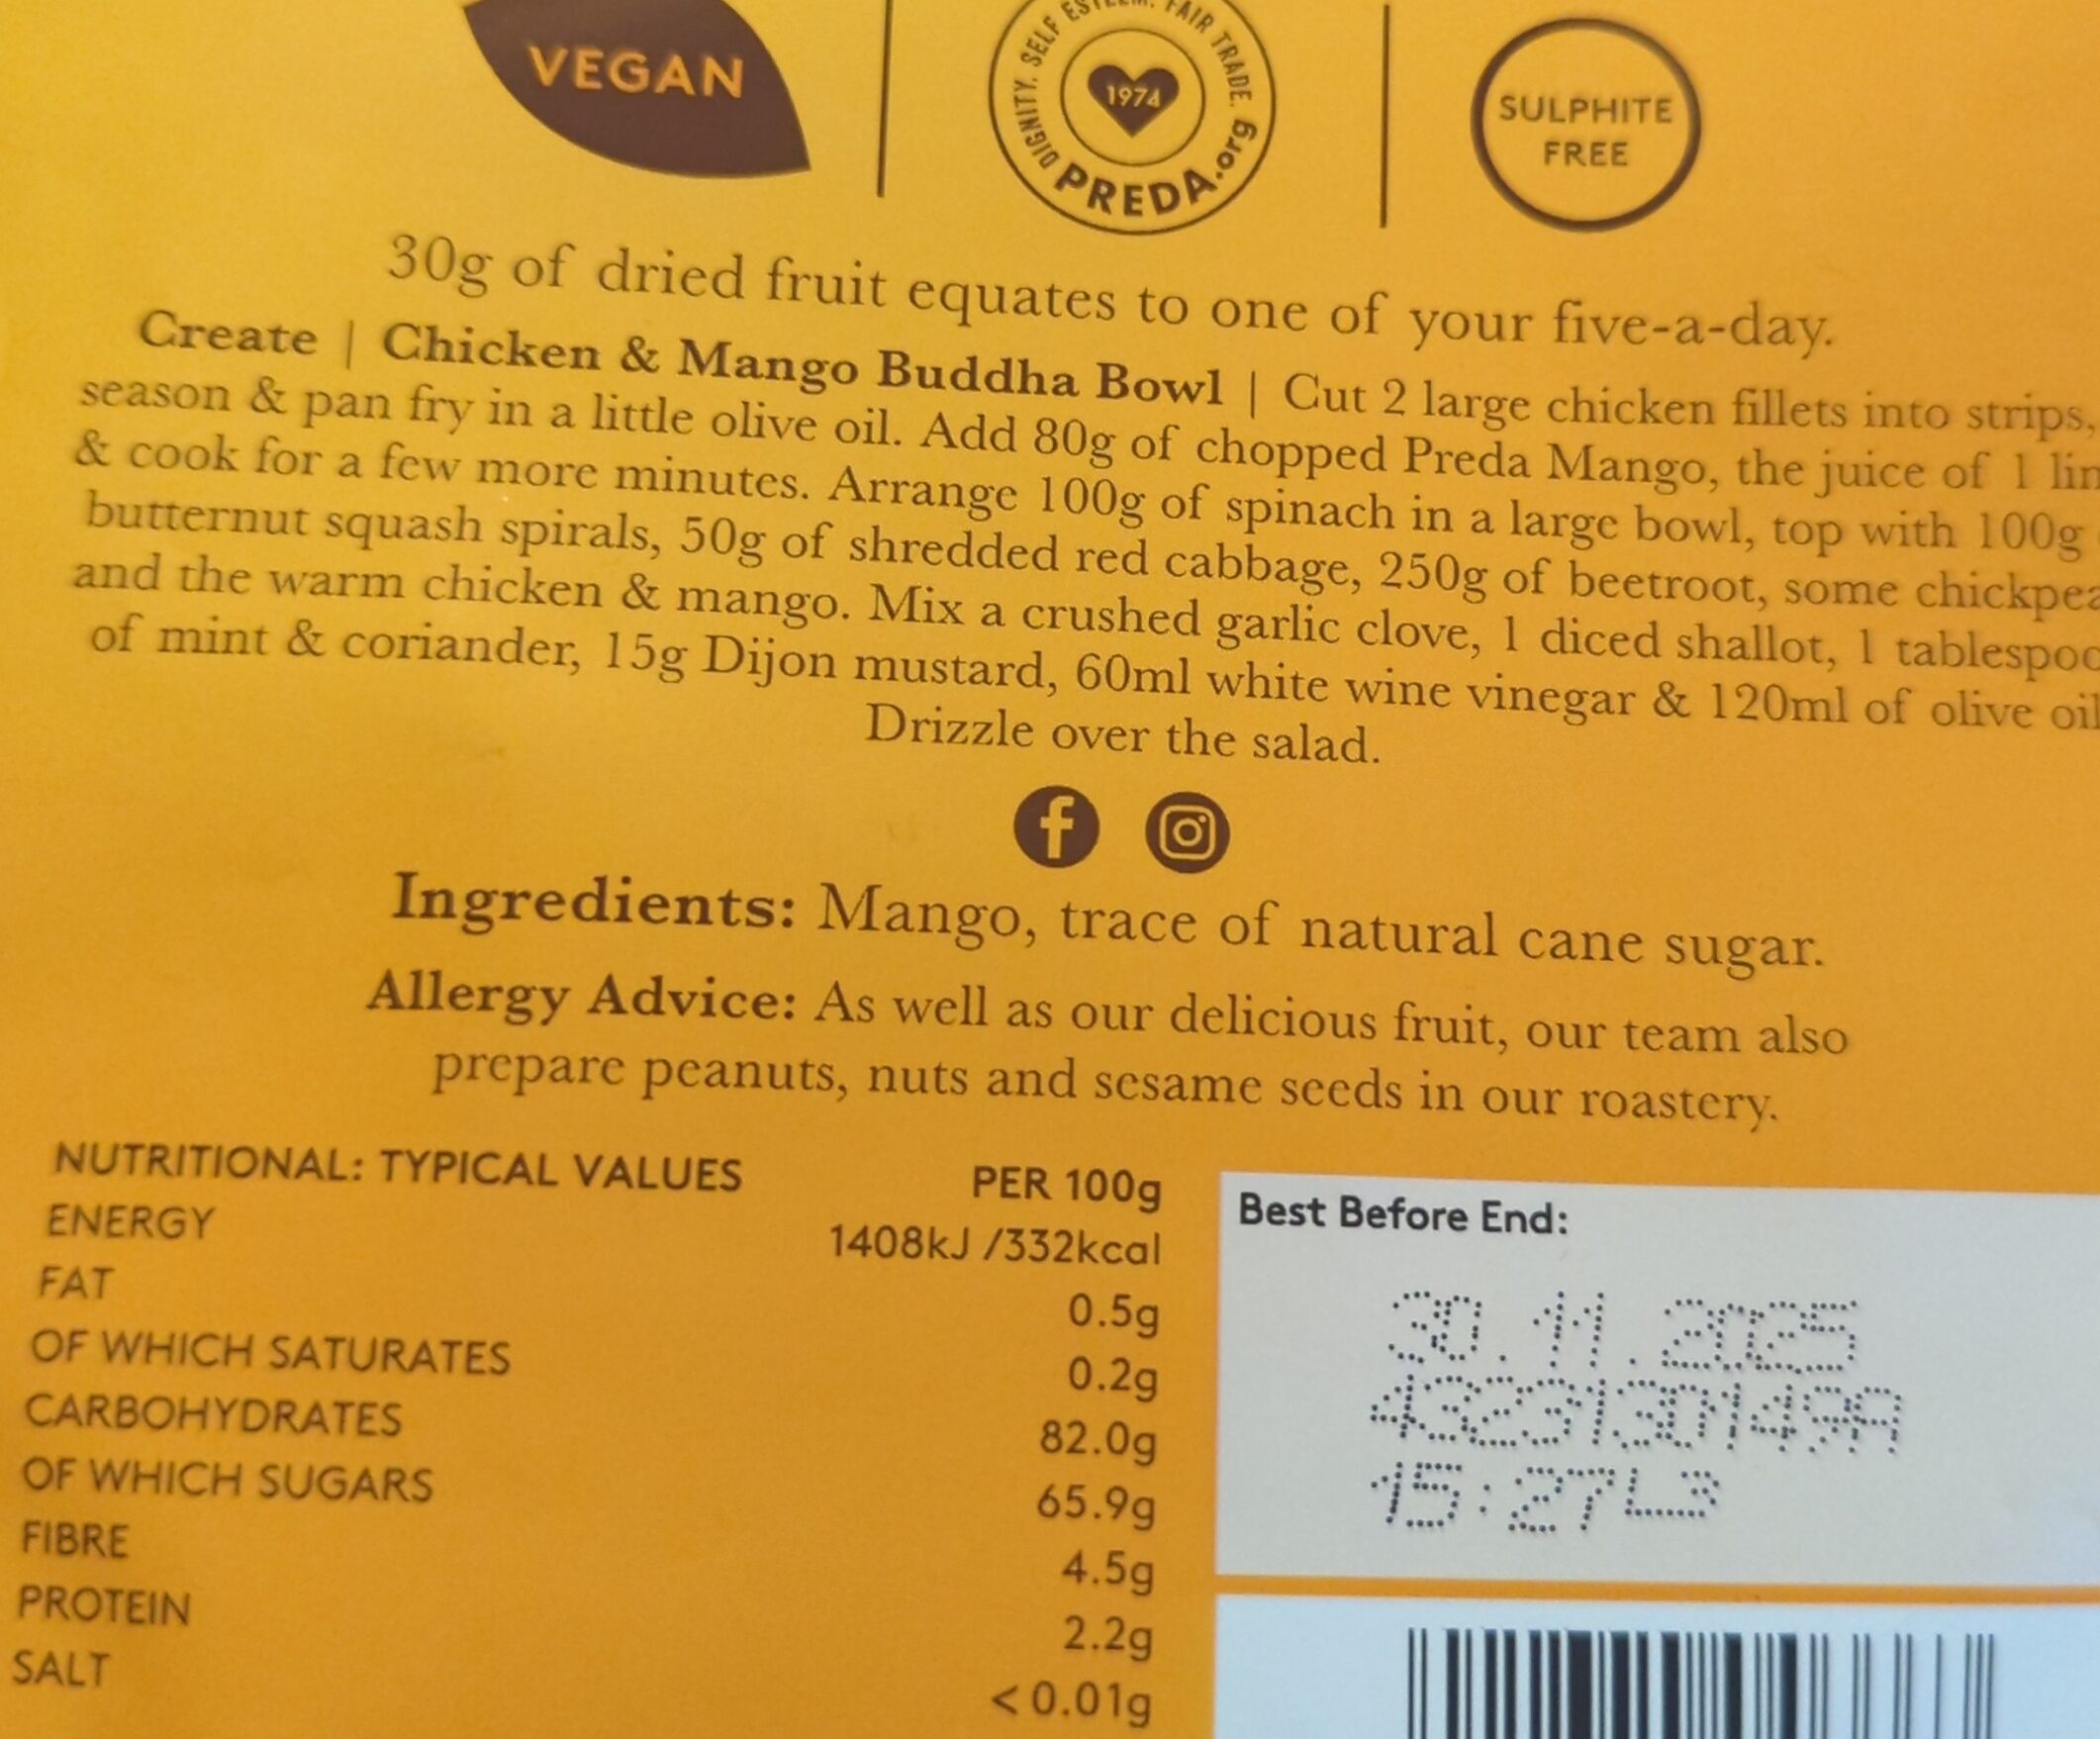 VEGAN
DIGNITY. SELF ESTEEM. FAIR TRADE.
1974
PREDA.org
SULPHITE
FREE
30g of dried fruit equates to one of your five-a-day.
Create | Chicken & Mango Buddha Bowl | Cut 2 large chicken fillets into strips,
season & pan fry in a little olive oil. Add 80g of chopped Preda Mango, the juice of 1
& cook for a few more minutes. Arrange 100g of spinach in a large bowl, top with 100g
butternut squash spirals, 50g of shredded red cabbage, 250g of beetroot, some
and the warm chicken & mango. Mix a crushed garlic clove, 1 diced shallot, 1
of mint & coriander, 15g Dijon mustard, 60ml white wine vinegar & 120ml of olive oil
Drizzle over the salad.
Ingredients: Mango, trace of natural cane sugar.
Allergy Advice: As well as our delicious fruit, our team also
prepare peanuts, nuts and sesame seeds in our roastery.
NUTRITIONAL: TYPICAL VALUES PER 100g
ENERGY 1408kJ /332kcal
FAT 0.5g
OF WHICH SATURATES 0.2g
CARBOHYDRATES 82.0g
OF WHICH SUGARS 65.9g
FIBRE 4.5g
PROTEIN 2.2g
SALT <0.01g
Best Before End:
30.11.2025
15:27L3